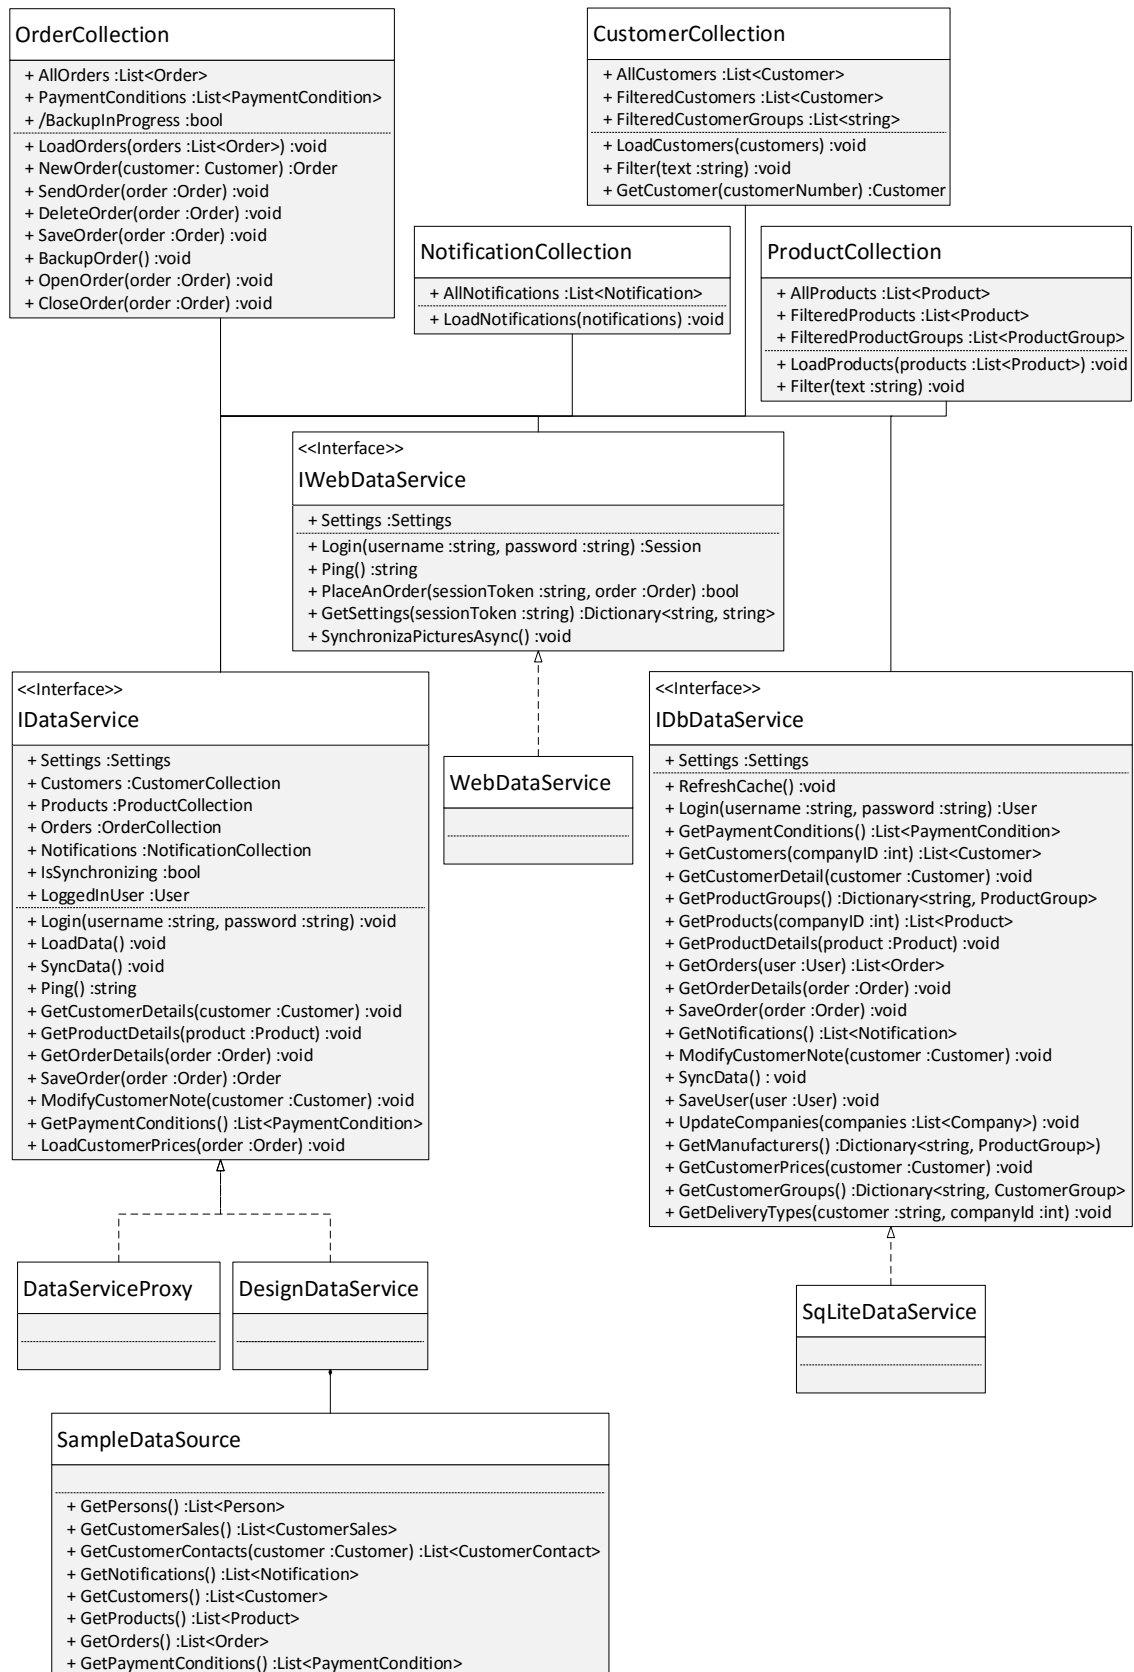 OrderCollection
+ AllOrders :List<Order>
+ PaymentConditions :List<PaymentCondition>
+ /BackupInProgress :bool
+ LoadOrders(orders :List<Order>) :void
+ NewOrder(customer: Customer) :Order
+ SendOrder(order :Order) :void
+ DeleteOrder(order :Order) :void
+ SaveOrder(order :Order) :void
+ BackupOrder() :void
+ OpenOrder(order :Order) :void
+ CloseOrder(order :Order) :void
CustomerCollection
+ AllCustomers :List<Customer>
+ FilteredCustomers :List<Customer>
+ FilteredCustomerGroups :List<string>
+ LoadCustomers(customers) :void
+ Filter(text :string) :void
+ GetCustomer(customerNumber) :Customer
NotificationCollection
+ AllNotifications :List<Notification>
+ LoadNotifications(notifications) :void
ProductCollection
+ AllProducts :List<Product>
+ FilteredProducts :List<Product>
+ FilteredProductGroups :List<ProductGroup>
+ LoadProducts(products :List<Product>) :void
+ Filter(text :string) :void
<<Interface>>
IWebDataService
+ Settings :Settings
+ Login(username :string, password :string) :Session
+ Ping() :string
+ PlaceAnOrder(sessionToken :string, order :Order) :bool
+ GetSettings(sessionToken :string) :Dictionary<string, string>
+ SynchronizaPicturesAsync() :void
<<Interface>>
IDataService
+ Settings :Settings
+ Customers :CustomerCollection
+ Products :ProductCollection
+ Orders :OrderCollection
+ Notifications :NotificationCollection
+ IsSynchronizing :bool
+ LoggedInUser :User
+ Login(username :string, password :string) :void
+ LoadData() :void
+ SyncData() :void
+ Ping() :string
+ GetCustomerDetails(customer :Customer) :void
+ GetProductDetails(product :Product) :void
+ GetOrderDetails(order :Order) :void
+ SaveOrder(order :Order) :Order
+ ModifyCustomerNote(customer :Customer) :void
+ GetPaymentConditions() :List<PaymentCondition>
+ LoadCustomerPrices(order :Order) :void
WebDataService
<<Interface>>
IDbDataService
+ Settings :Settings
+ RefreshCache() :void
+ Login(username :string, password :string) :User
+ GetPaymentConditions() :List<PaymentCondition>
+ GetCustomers(companyID :int) :List<Customer>
+ GetCustomerDetail(customer :Customer) :void
+ GetProductGroups() :Dictionary<string, ProductGroup>
+ GetProducts(companyID :int) :List<Product>
+ GetProductDetails(product :Product) :void
+ GetOrders(user :User) :List<Order>
+ GetOrderDetails(order :Order) :void
+ SaveOrder(order :Order) :void
+ GetNotifications() :List<Notification>
+ ModifyCustomerNote(customer :Customer) :void
+ SyncData() : void
+ SaveUser(user :User) :void
+ UpdateCompanies(companies :List<Company>) :void
+ GetManufacturers() :Dictionary<string, ProductGroup>)
+ GetCustomerPrices(customer :Customer) :void
+ GetCustomerGroups() :Dictionary<string, CustomerGroup>
+ GetDeliveryTypes(customer :string, companyId :int) :void
DataServiceProxy
DesignDataService
SqLiteDataService
SampleDataSource
+ GetPersons() :List<Person>
+ GetCustomerSales() :List<CustomerSales>
+ GetCustomerContacts(customer :Customer) :List<CustomerContact>
+ GetNotifications() :List<Notification>
+ GetCustomers() :List<Customer>
+ GetProducts() :List<Product>
+ GetOrders() :List<Order>
+ GetPaymentConditions() :List<PaymentCondition>